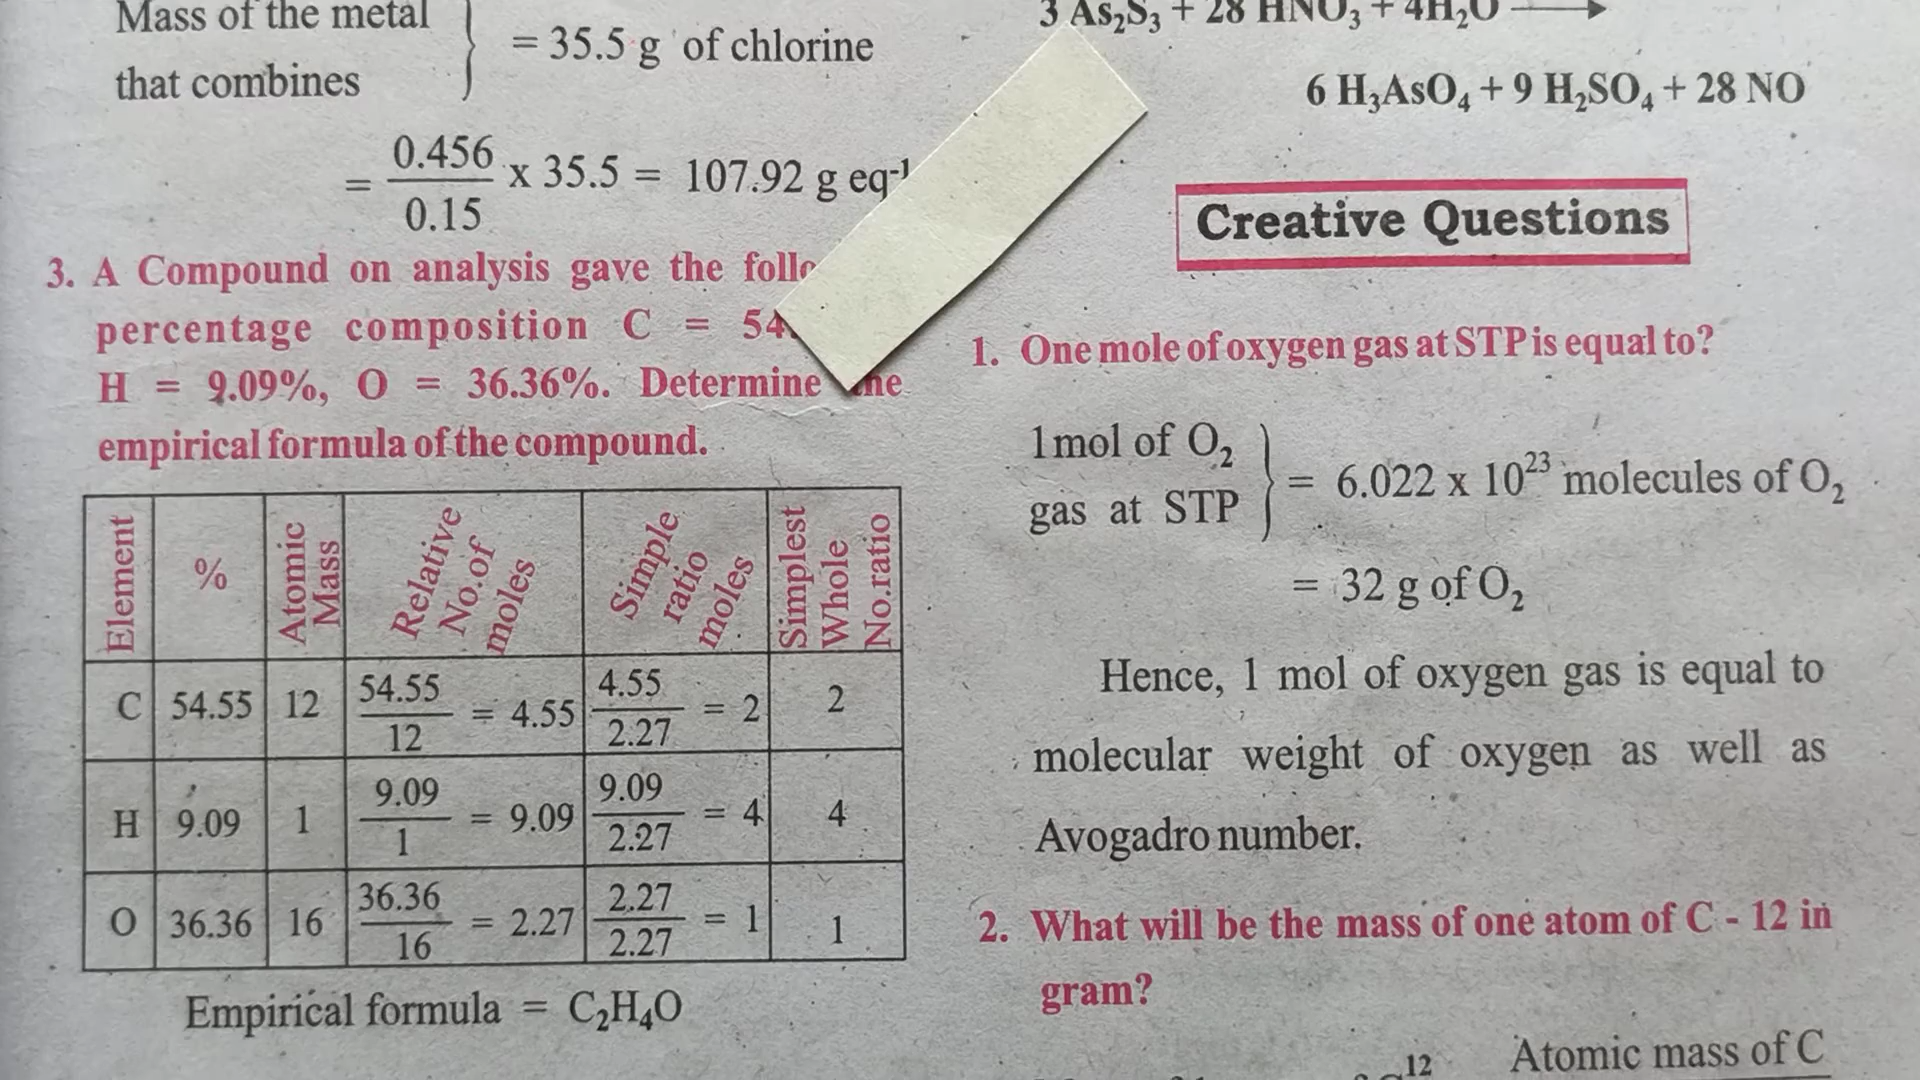 Mass of the metal
that combines
= 35.5 g of chlorine
= 0.456 / 0.15 x 35.5 = 107.92 g eq-1
3. A Compound on analysis gave the
percentage composition C =
H = 9.09%, O = 36.36%. Determine
empirical formula of the compound.
Element % Atomic Mass Relative No.of moles Simple ratio moles Simplest Whole No.ratio
C 54.55 12 54.55 / 12 = 4.55 4.55 / 2.27 = 2 2
H 9.09 1 9.09 / 1 = 9.09 9.09 / 2.27 = 4 4
O 36.36 16 36.36 / 16 = 2.27 2.27 / 2.27 = 1 1
Empirical formula = C₂H₄O
3 As₂S₃ + 28 HNO₃ + 4H₂O ⟶
6 H₃AsO₄ + 9 H₂SO₄ + 28 NO
Creative Questions
1. One mole of oxygen gas at STP is equal to?
1mol of O₂
gas at STP
= 6.022 x 10²³ molecules of O₂
= 32 g of O₂
Hence, 1 mol of oxygen gas is equal to
molecular weight of oxygen as well as
Avogadro number.
2. What will be the mass of one atom of C - 12 in
gram?
12 Atomic mass of C